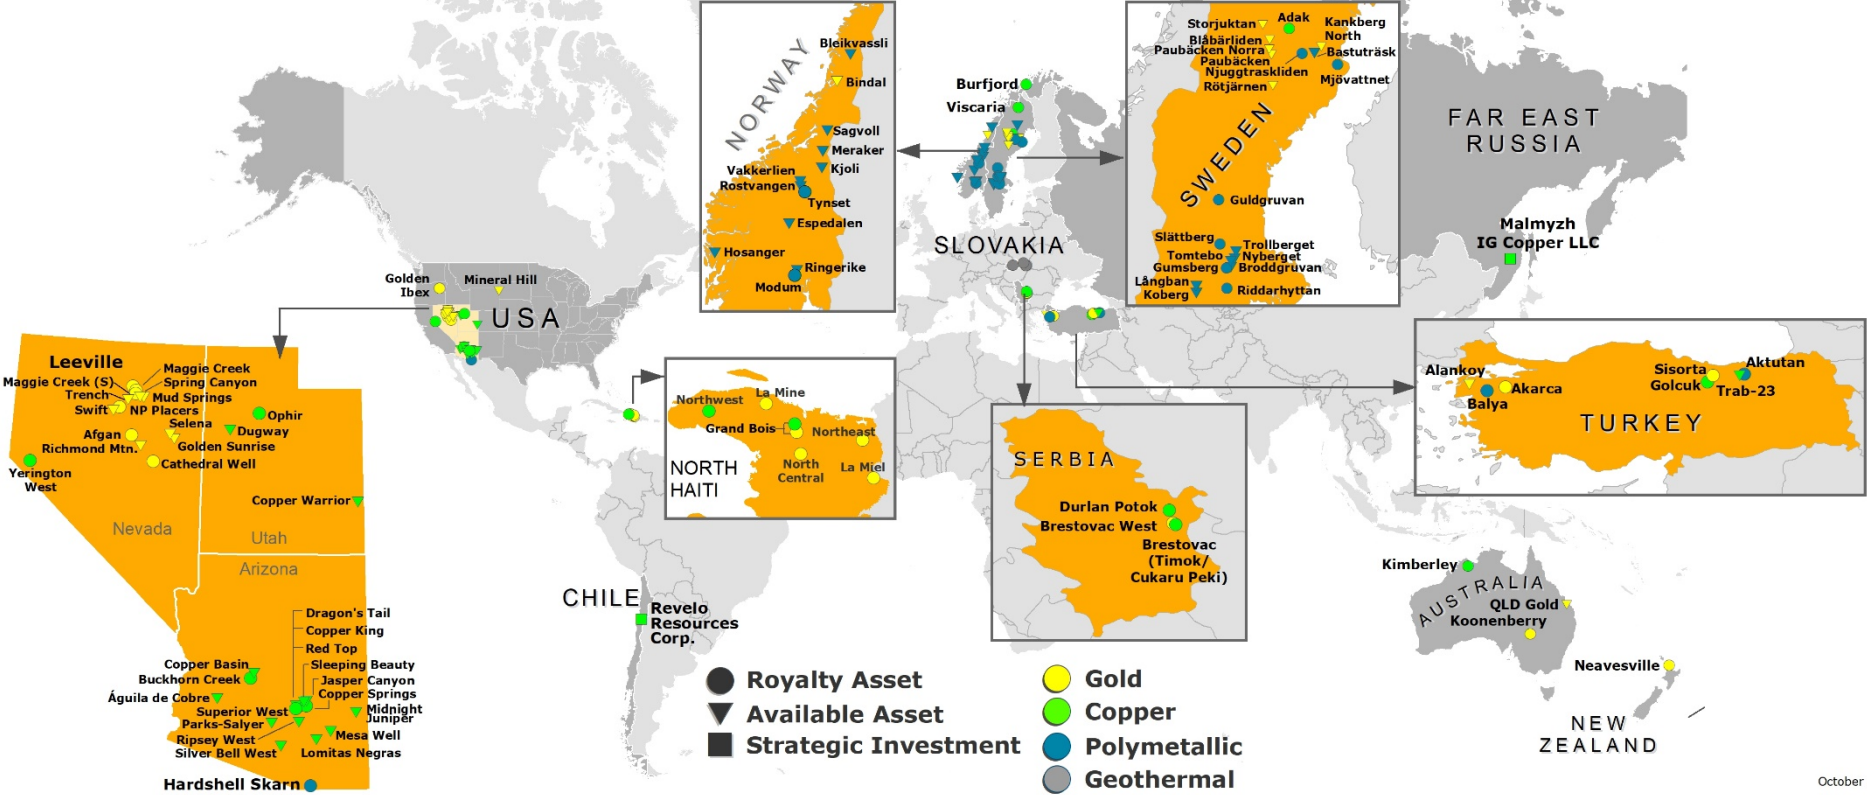 NORWAY
Bleikvassli
Bindal
Sagvoll
Meraker
Kjoli
Vakkerlien
Rostvangen
Tynset
Espedalen
Hosanger
Ringerike
Modum
Burfjord
Viscaria
SWEDEN
Storjuktan
Adak
Kankberg
North
Blåbärliden
Paubäcken Norra
Bastuträsk
Paubäcken
Njuggtraskliden
Mjövattnet
Rötjärnen
Guldgruvan
Slättberg
Trollberget
Tomtebo
Nyberget
Gumsberg
Broddgruvan
Långban
Riddarhyttan
Koberg
FAR EAST
RUSSIA
Malmyzh
IG Copper LLC
SLOVAKIA
Golden
Ibex
Mineral Hill
USA
Leeville
Maggie Creek
Maggie Creek (S)
Spring Canyon
Trench
Mud Springs
Swift
NP Placers
Selena
Afgan
Golden Sunrise
Richmond Mtn.
Cathedral Well
Yerington
West
Ophir
Dugway
Copper Warrior
Nevada
Utah
Arizona
Dragon's Tail
Copper King
Red Top
Sleeping Beauty
Copper Basin
Jasper Canyon
Buckhorn Creek
Copper Springs
Águila de Cobre
Superior West
Midnight
Juniper
Parks-Salyer
Ripsey West
Mesa Well
Silver Bell West
Lomitas Negras
Hardshell Skarn
Northwest
La Mine
Grand Bois
Northeast
North
Central
La Miel
NORTH
HAITI
SERBIA
Durlan Potok
Brestovac West
Brestovac
(Timok/
Cukaru Peki)
Alankoy
Akarca
Balya
Sisorta
Aktutan
Golcuk
Trab-23
TURKEY
CHILE
Revelo
Resources
Corp.
Kimberley
AUSTRALIA
QLD Gold
Koonenberry
Neavesville
NEW
ZEALAND
Royalty Asset
Available Asset
Strategic Investment
Gold
Copper
Polymetallic
Geothermal
October